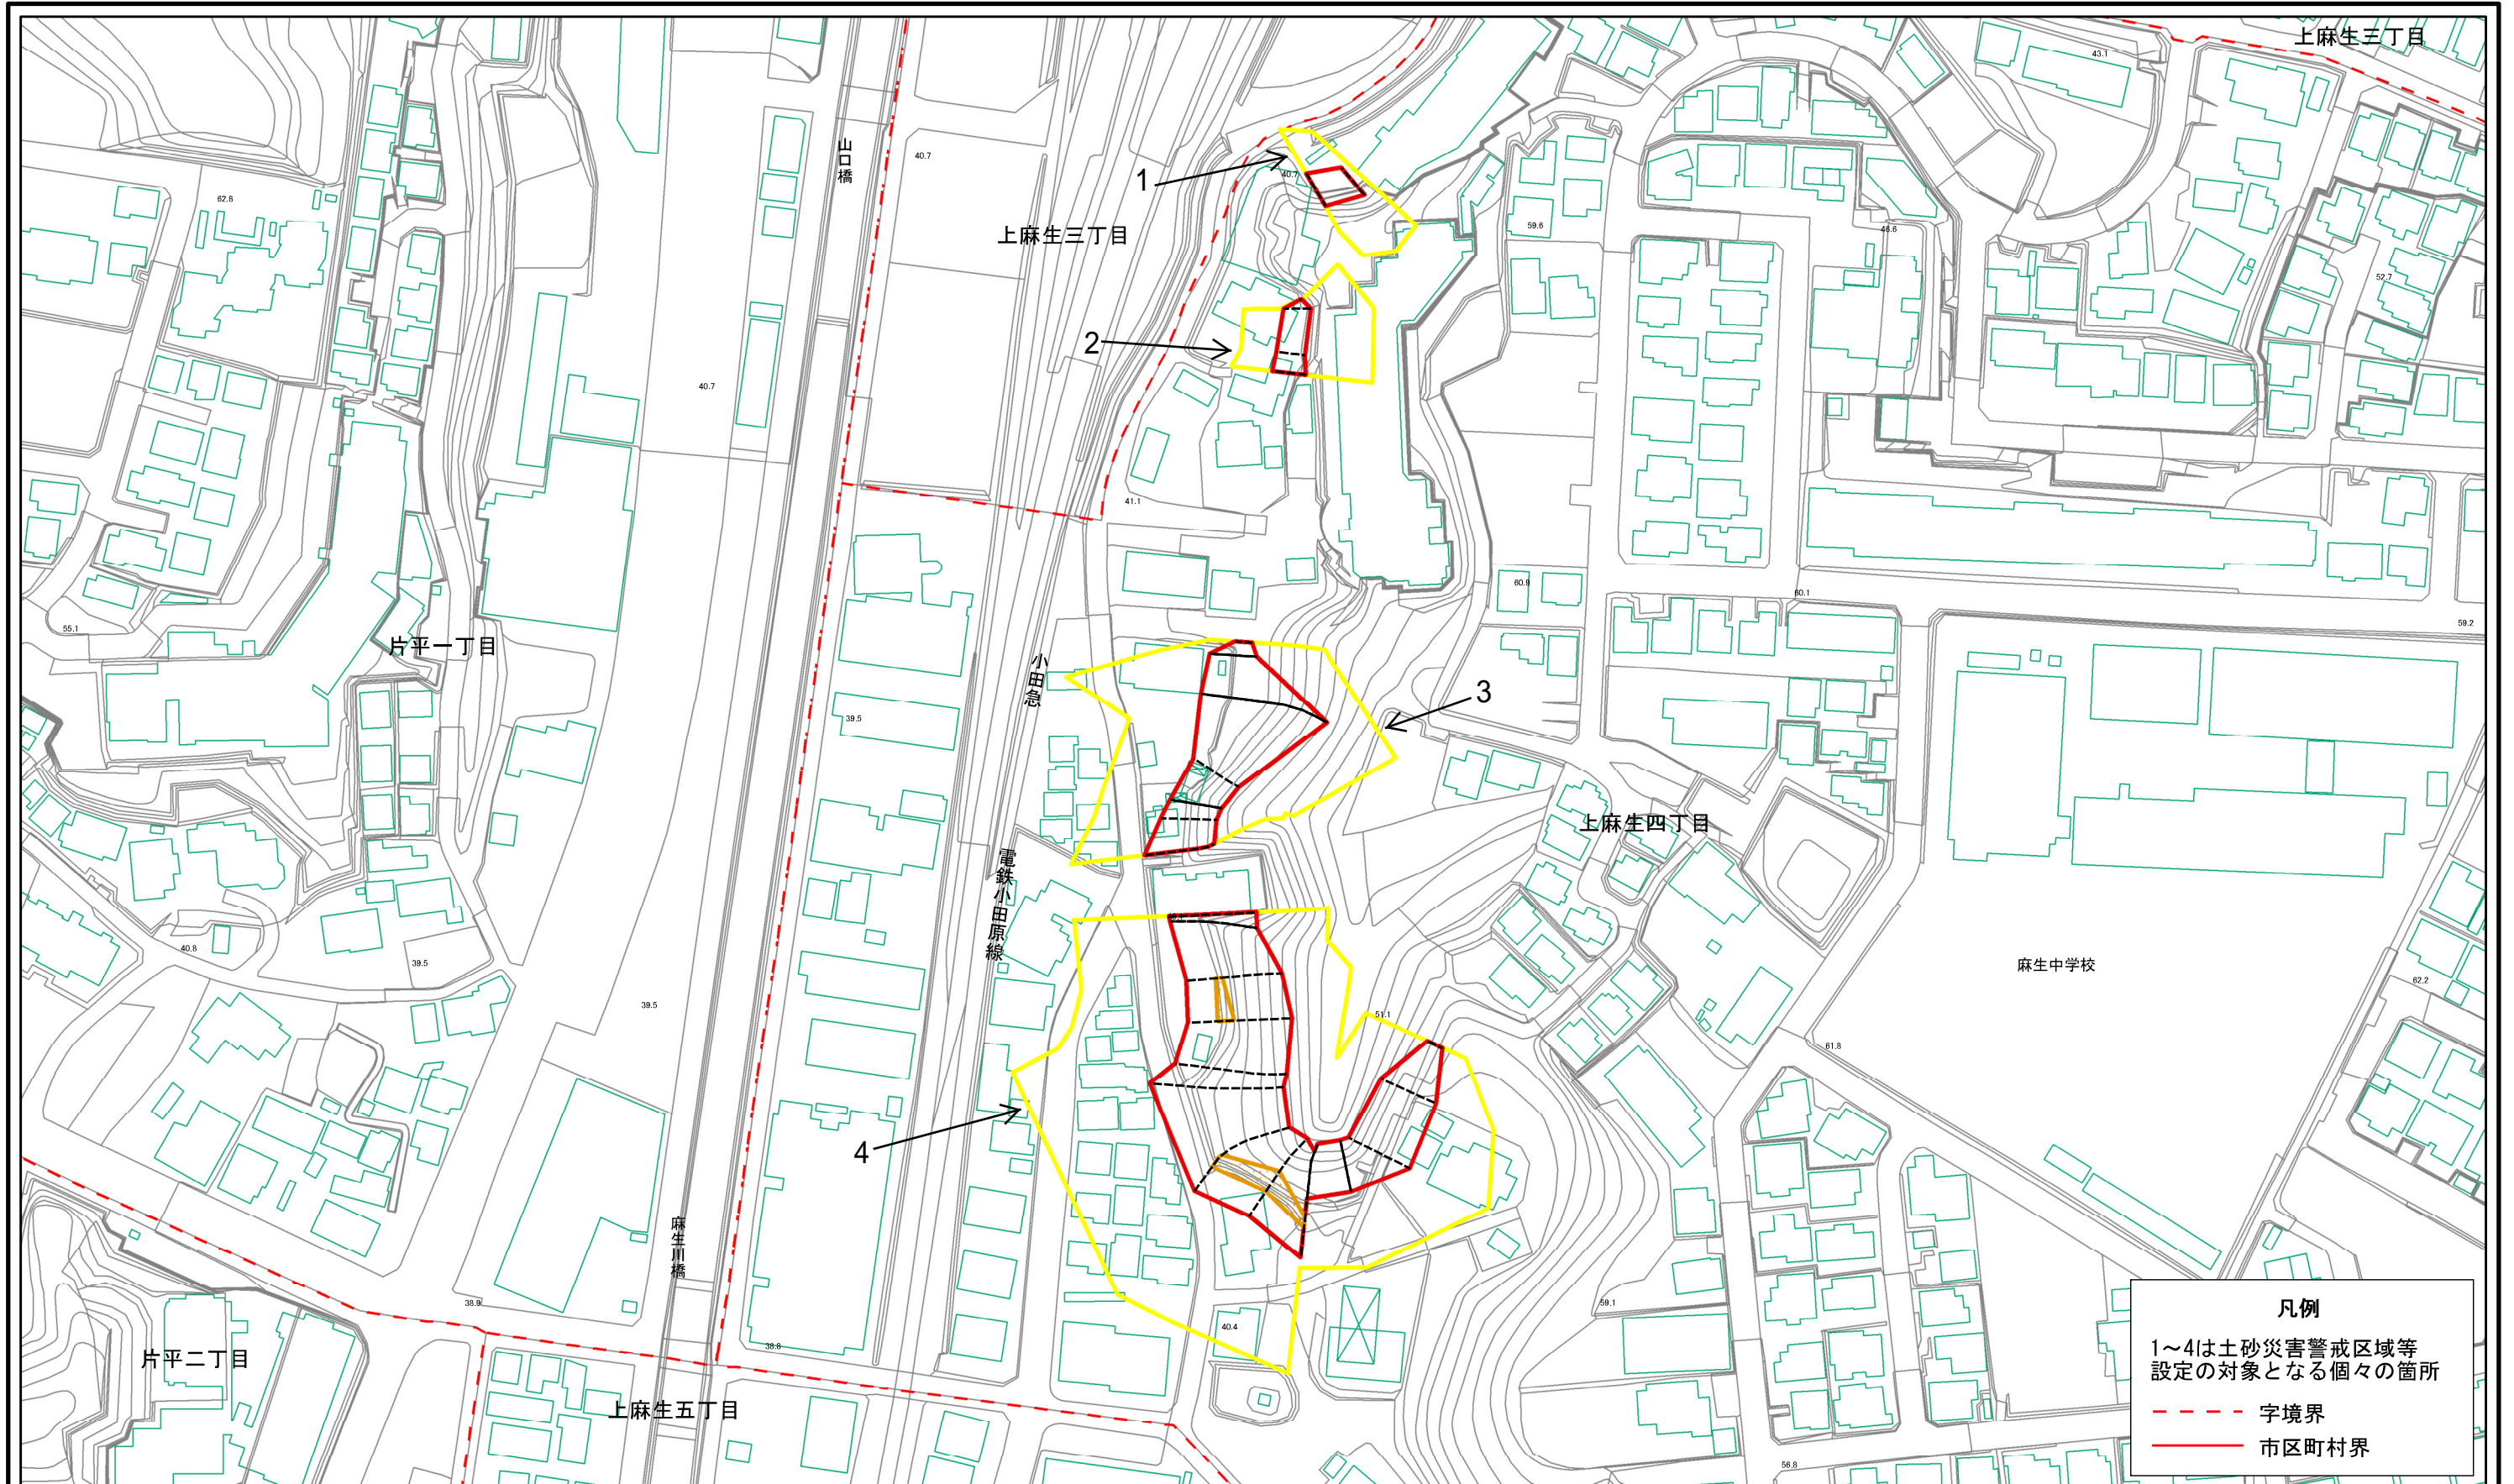 上麻生三丁目
43.1
山口橋
40.7
1
40.7
62.8
上麻生三丁目
59.6
46.6
52.7
2
40.7
41.1
60.9
60.1
59.2
55.1
片平一丁目
小田急
3
39.5
上麻生四丁目
電鉄小田原線
麻生中学校
40.8
39.5
62.2
39.5
51.1
61.8
4
麻生川橋
38.9
59.1
40.4
38.8
片平二丁目
上麻生五丁目
56.8
凡例
1~4は土砂災害警戒区域等
設定の対象となる個々の箇所
字境界
市区町村界